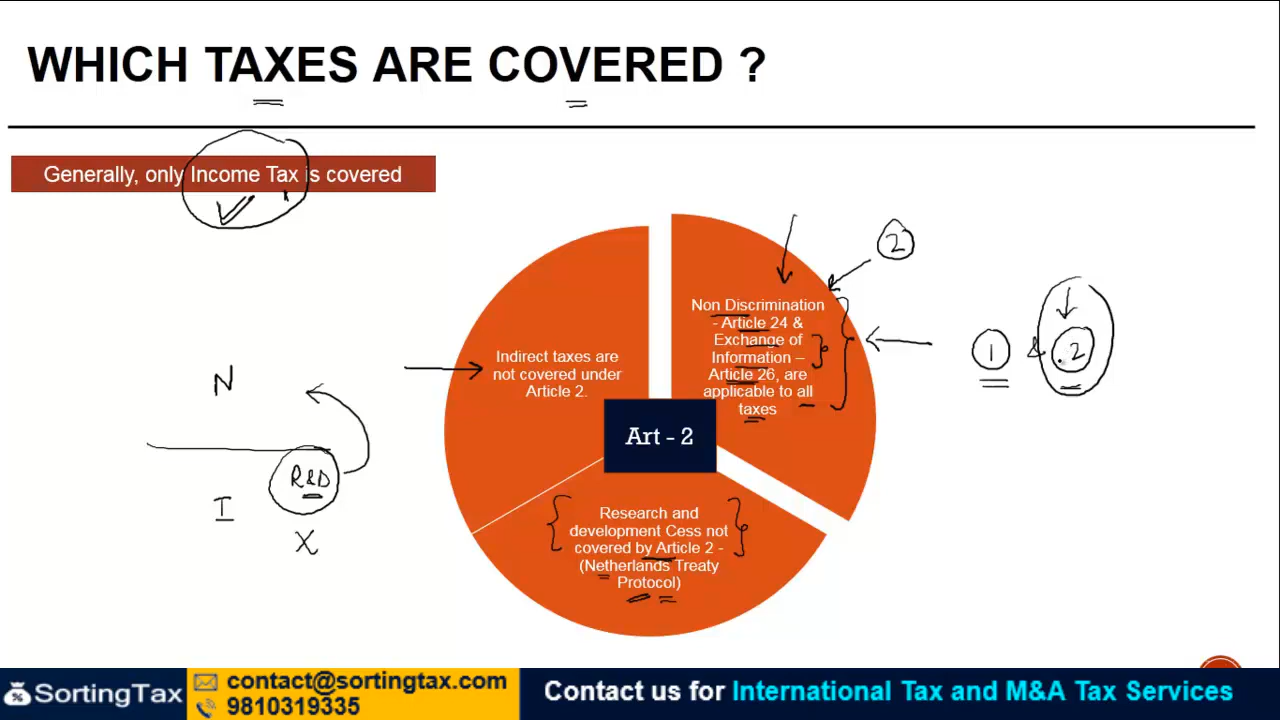 WHICH TAXES ARE COVERED ?
Generally, only Income Tax is covered
2
Non Discrimination
- Article 24 &
Exchange of
Information –
Article 26, are
applicable to all
taxes
1 & 2
Indirect taxes are
not covered under
Article 2.
Art - 2
N
R&D
I
X
Research and
development Cess not
covered by Article 2 -
(Netherlands Treaty
Protocol)
SortingTax
contact@sortingtax.com
9810319335
Contact us for International Tax and M&A Tax Services